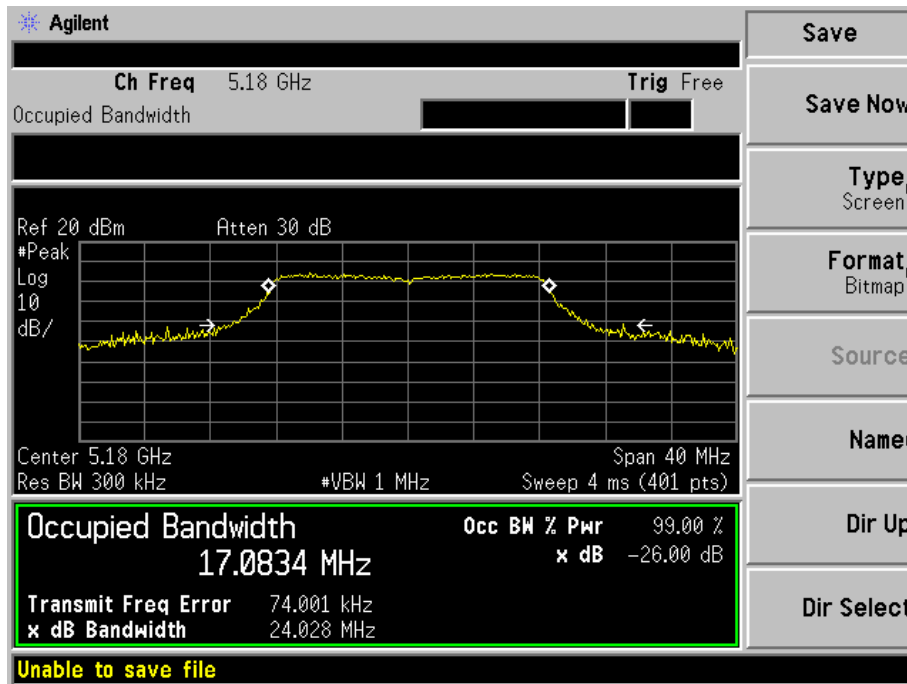 Agilent
Save
Ch Freq 5.18 GHz Trig Free
Occupied Bandwidth
Save Now
Type
Screen
Ref 20 dBm Atten 30 dB
#Peak
Log
10
dB/
Format
Bitmap
Source
Center 5.18 GHz Span 40 MHz
Res BW 300 kHz #VBW 1 MHz Sweep 4 ms (401 pts)
Name
Occupied Bandwidth
17.0834 MHz
Occ BW % Pwr 99.00 %
x dB -26.00 dB
Transmit Freq Error 74.001 kHz
x dB Bandwidth 24.028 MHz
Dir Up
Dir Select
Unable to save file